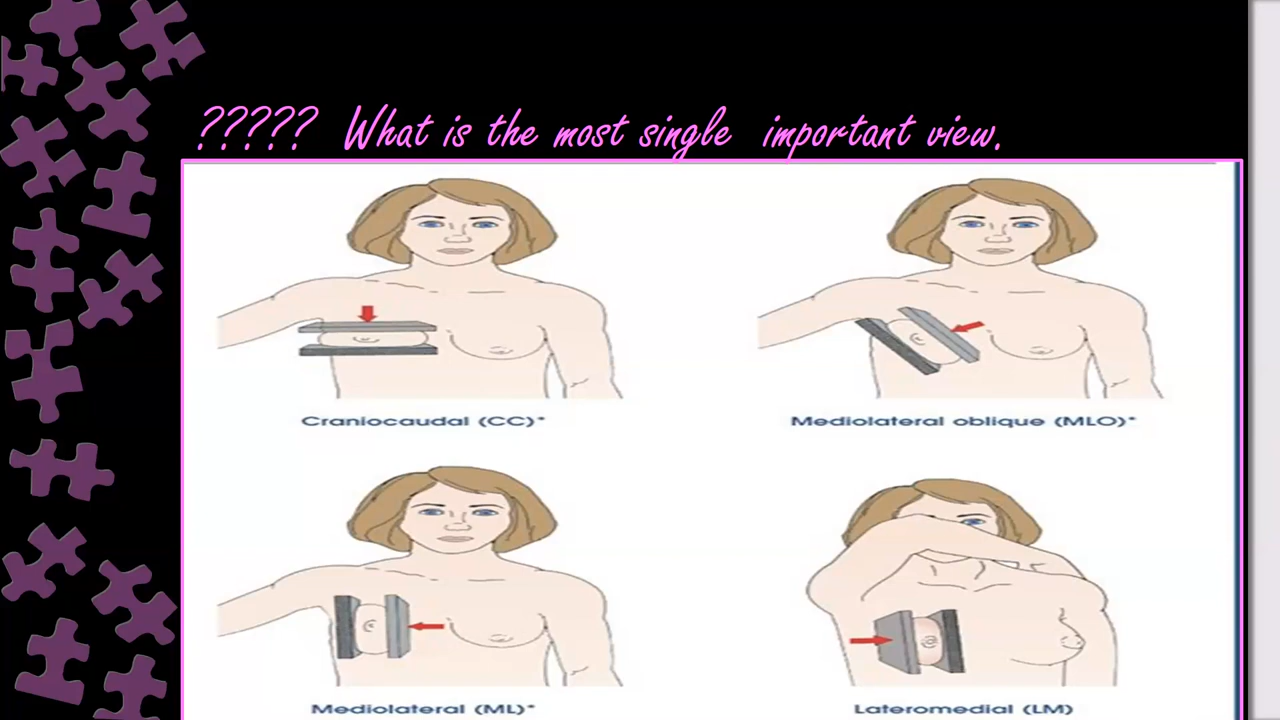 ????? What is the most single important view.
Craniocaudal (CC)*
Mediolateral oblique (MLO)*
Mediolateral (ML)*
Lateromedial (LM)